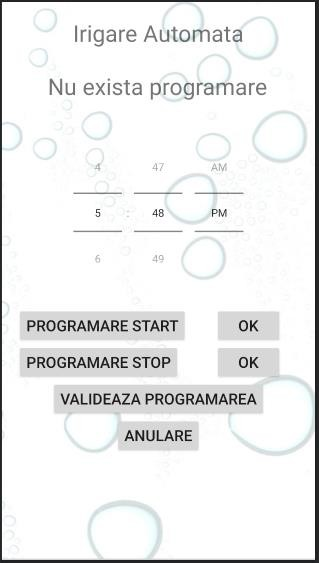 Irigare Automata
Nu exista programare
4 47 AM
5 : 48 PM
6 49
PROGRAMARE START OK
PROGRAMARE STOP OK
VALIDEAZA PROGRAMAREA
ANULARE